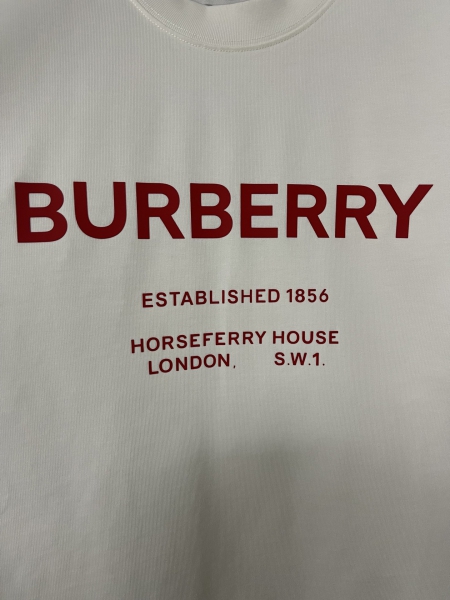 BURBERRY
ESTABLISHED 1856
HORSEFERRY HOUSE
LONDON, S.W.1.